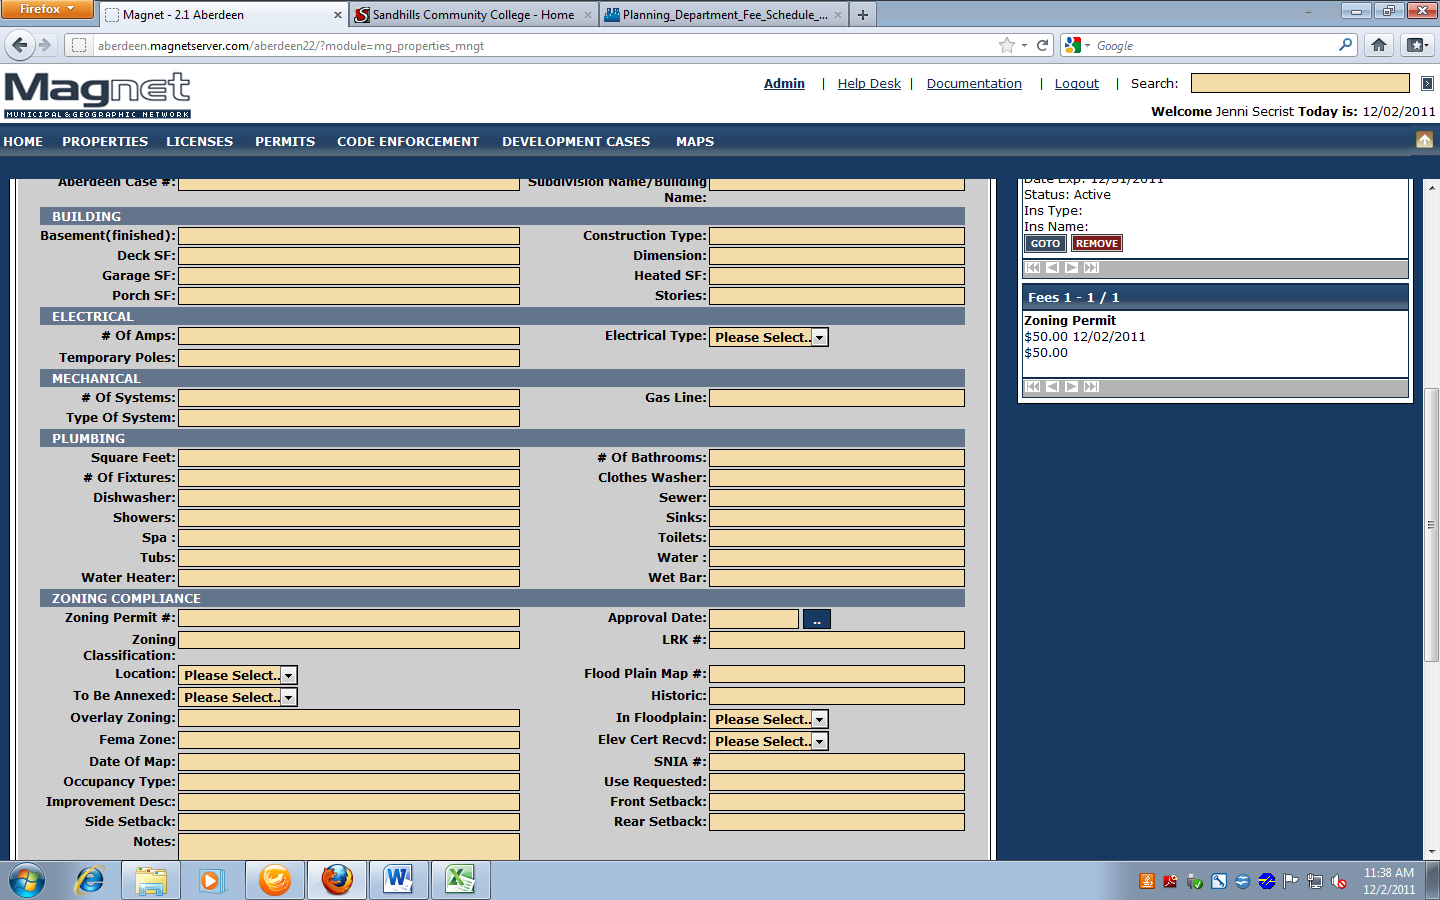 Firefox
Magnet - 2.1 Aberdeen
Sandhills Community College - Home
Planning_Department_Fee_Schedule_...
aberdeen.magnetserver.com/aberdeen22/?module=mg_properties_mngt
Google
Magnet
MUNICIPAL & GEOGRAPHIC NETWORK
Admin | Help Desk | Documentation | Logout | Search:
Welcome Jenni Secrist Today is: 12/02/2011
HOME PROPERTIES LICENSES PERMITS CODE ENFORCEMENT DEVELOPMENT CASES MAPS
Aberdeen Case #: Subdivision Name/Building
Name:
BUILDING
Basement(finished): Construction Type:
Deck SF: Dimension:
Garage SF: Heated SF:
Porch SF: Stories:
ELECTRICAL
# Of Amps: Electrical Type: Please Select..
Temporary Poles:
MECHANICAL
# Of Systems: Gas Line:
Type Of System:
PLUMBING
Square Feet: # Of Bathrooms:
# Of Fixtures: Clothes Washer:
Dishwasher: Sewer:
Showers: Sinks:
Spa : Toilets:
Tubs: Water :
Water Heater: Wet Bar:
ZONING COMPLIANCE
Zoning Permit #: Approval Date: ..
Zoning LRK #:
Classification:
Location: Please Select.. Flood Plain Map #:
To Be Annexed: Please Select.. Historic:
Overlay Zoning: In Floodplain: Please Select..
Fema Zone: Elev Cert Recvd: Please Select..
Date Of Map: SNIA #:
Occupancy Type: Use Requested:
Improvement Desc: Front Setback:
Side Setback: Rear Setback:
Notes:
Date Exp: 12/31/2011
Status: Active
Ins Type:
Ins Name:
GOTO REMOVE
Fees 1 - 1 / 1
Zoning Permit
$50.00 12/02/2011
$50.00
11:38 AM
12/2/2011